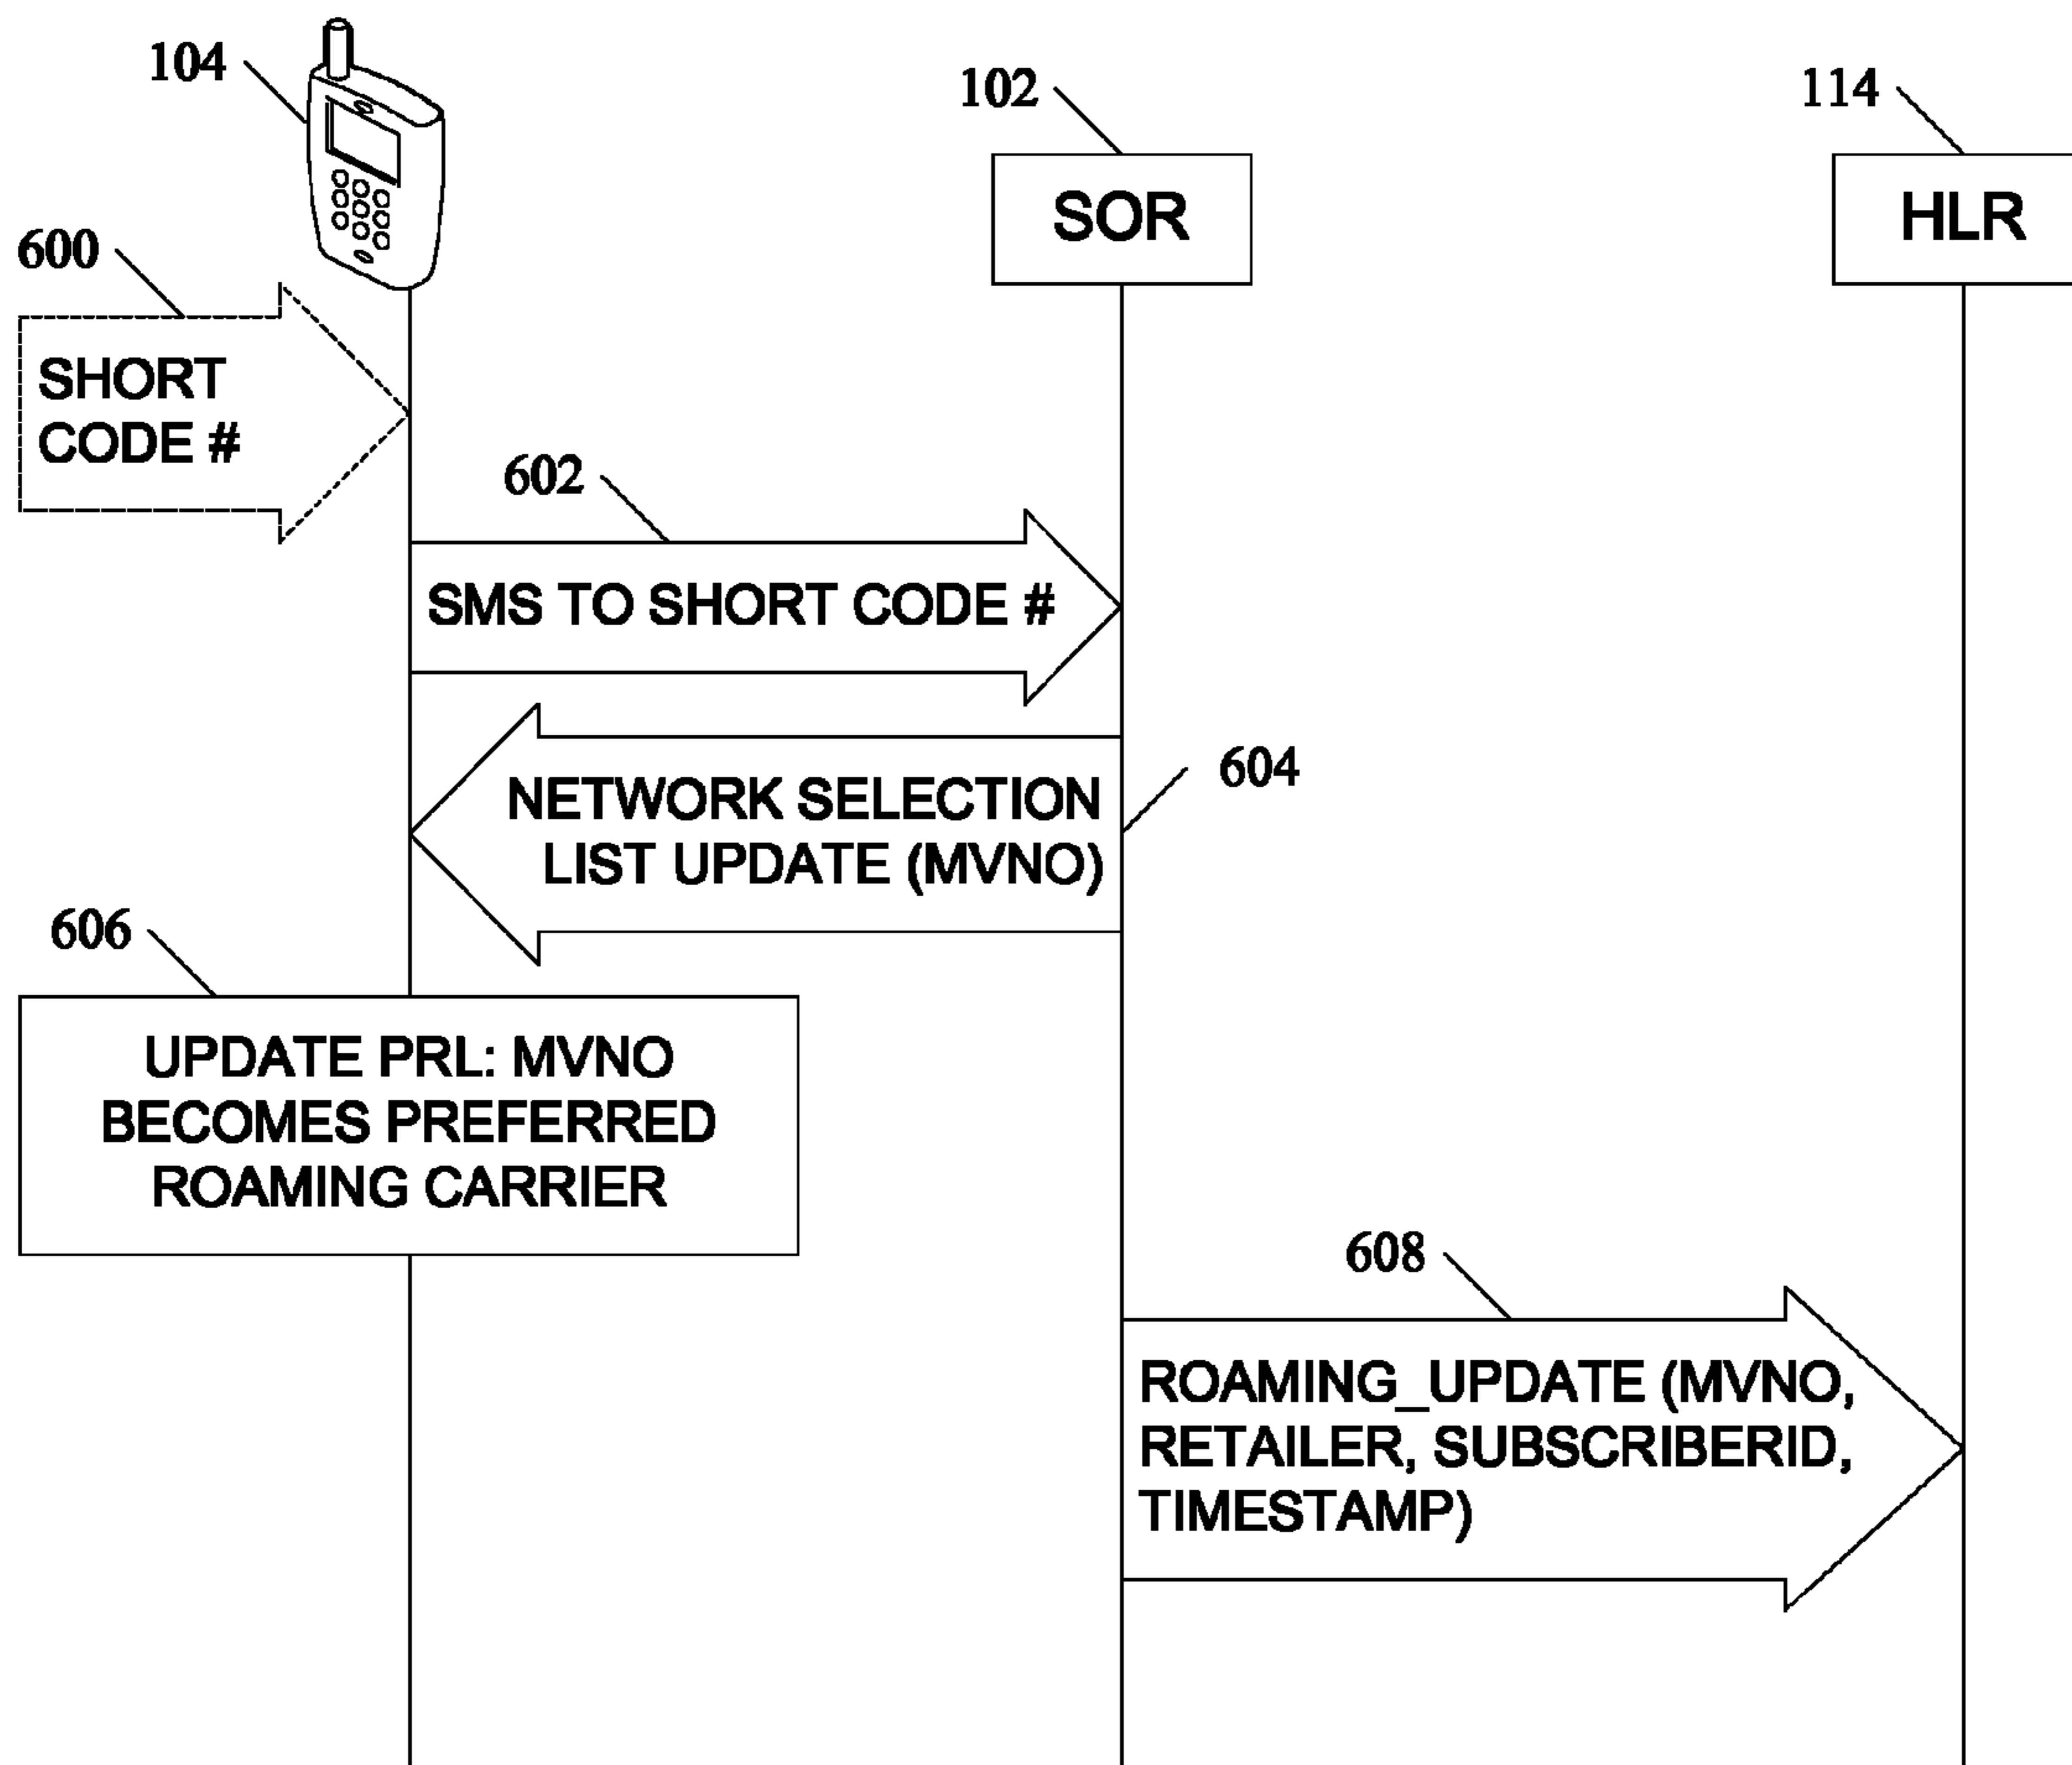 104
102
114
SOR
HLR
600
SHORT
CODE #
602
SMS TO SHORT CODE #
604
NETWORK SELECTION
LIST UPDATE (MVNO)
606
UPDATE PRL: MVNO
BECOMES PREFERRED
ROAMING CARRIER
608
ROAMING_UPDATE (MVNO,
RETAILER, SUBSCRIBERID,
TIMESTAMP)